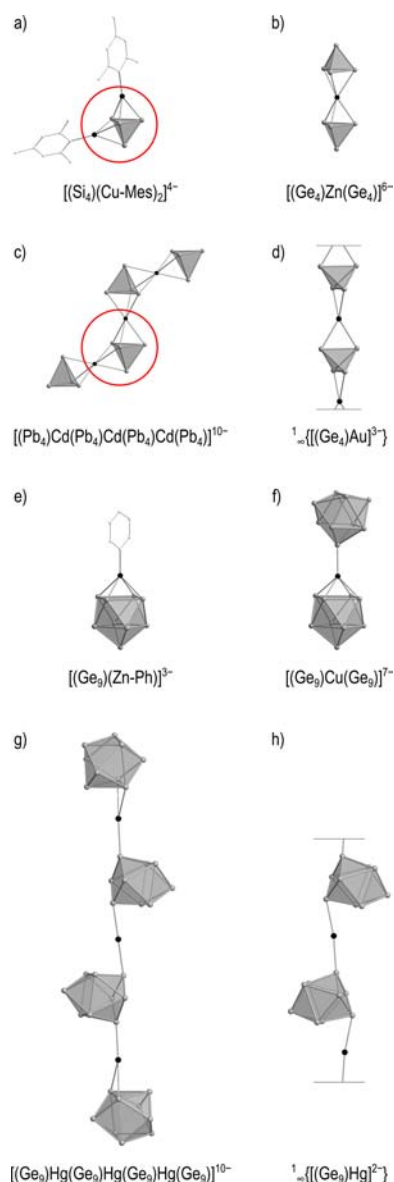 a)
b)
[(Si₄)(Cu-Mes)₂]⁴⁻
[(Ge₄)Zn(Ge₄)]⁶⁻
c)
d)
[(Pb₄)Cd(Pb₄)Cd(Pb₄)Cd(Pb₄)]¹⁰⁻
¹∞{[(Ge₄)Au]³⁻}
e)
f)
[(Ge₉)(Zn-Ph)]³⁻
[(Ge₉)Cu(Ge₉)]⁷⁻
g)
h)
[(Ge₉)Hg(Ge₉)Hg(Ge₉)Hg(Ge₉)]¹⁰⁻
¹∞{[(Ge₉)Hg]²⁻}